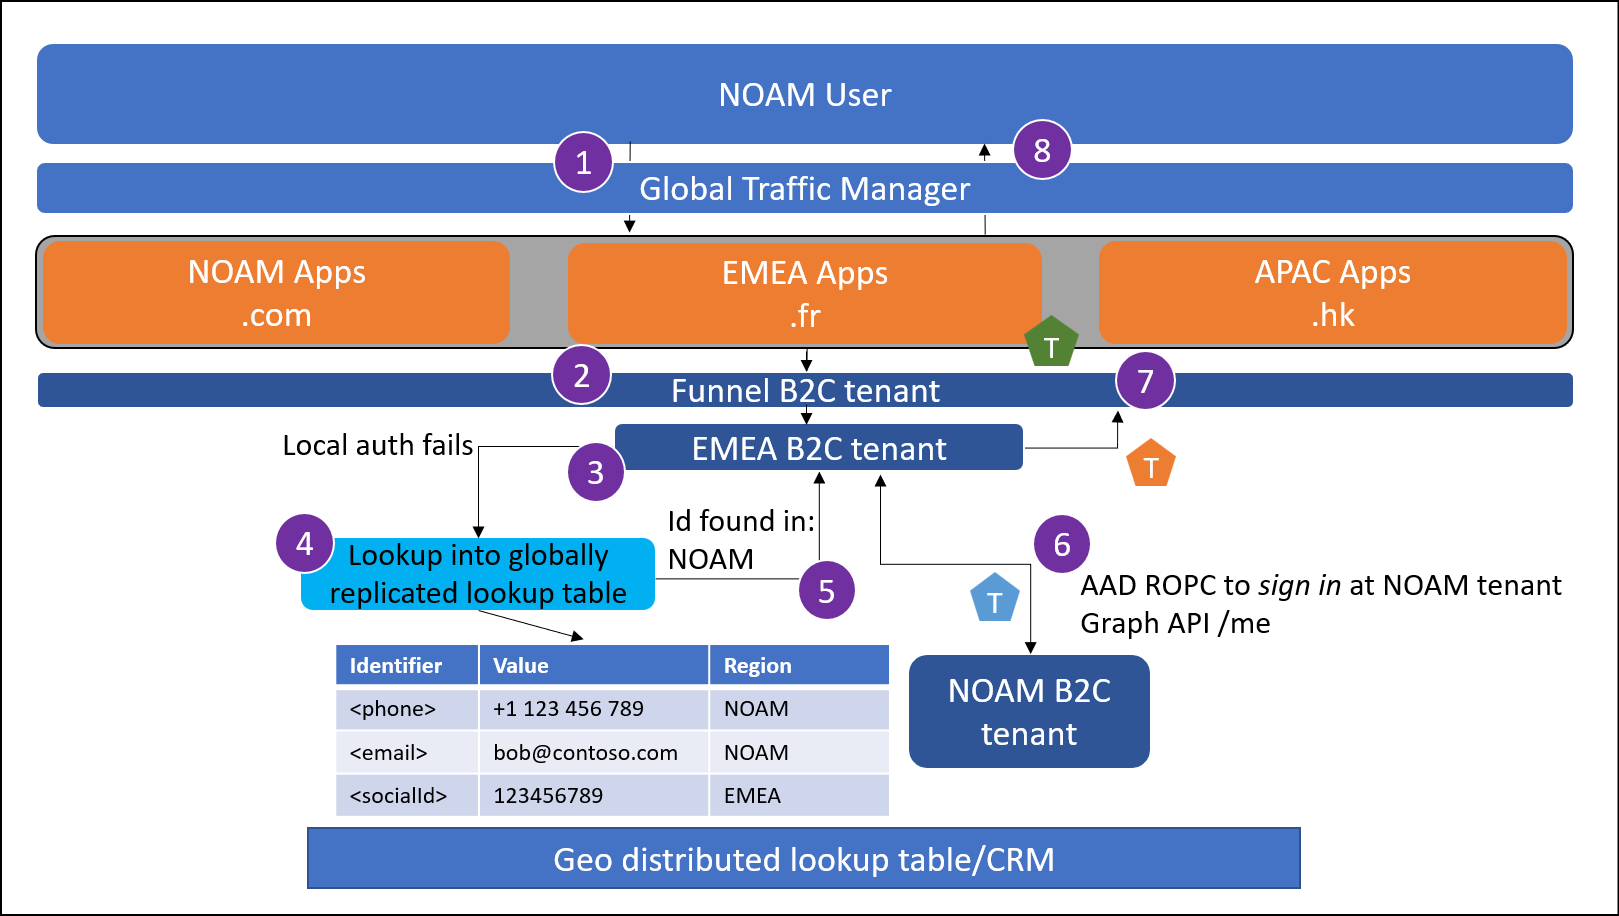 NOAM User
1
8
Global Traffic Manager
NOAM Apps
.com
EMEA Apps
.fr
APAC Apps
.hk
T
2
7
Funnel B2C tenant
Local auth fails
3
EMEA B2C tenant
T
4
Lookup into globally
replicated lookup table
Id found in:
NOAM
5
6
AAD ROPC to sign in at NOAM tenant
Graph API /me
T
NOAM B2C
tenant
Identifier Value Region
<phone> +1 123 456 789 NOAM
<email> bob@contoso.com NOAM
<socialId> 123456789 EMEA
Geo distributed lookup table/CRM